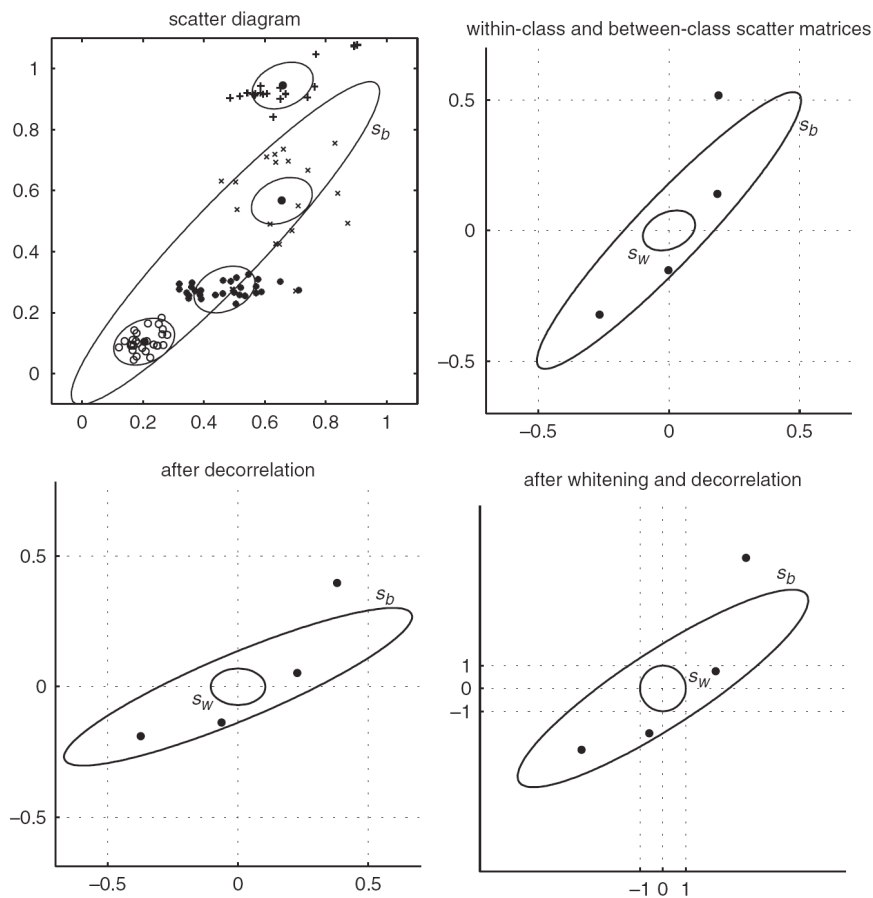 scatter diagram
1
0.8
0.6
0.4
0.2
0
0 0.2 0.4 0.6 0.8 1
s_b
within-class and between-class scatter matrices
0.5
0
−0.5
−0.5 0 0.5
s_b
s_w
after decorrelation
0.5
0
−0.5
−0.5 0 0.5
s_b
s_w
after whitening and decorrelation
1
0
−1
−1 0 1
s_b
s_w